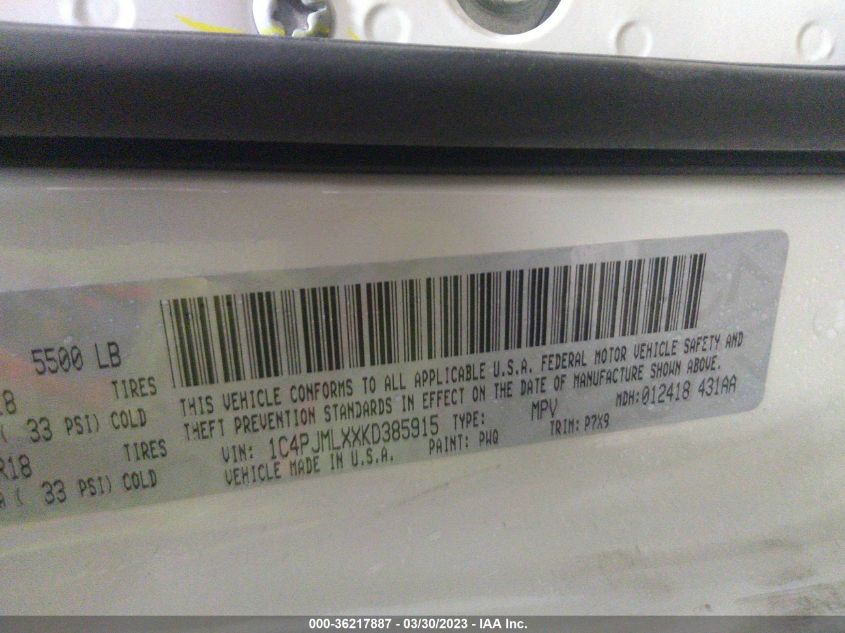 5500 LB
18 TIRES
( 33 PSI) COLD
R18 TIRES
( 33 PSI) COLD
THIS VEHICLE CONFORMS TO ALL APPLICABLE U.S.A. FEDERAL MOTOR VEHICLE SAFETY AND
THEFT PREVENTION STANDARDS IN EFFECT ON THE DATE OF MANUFACTURE SHOWN ABOVE.
VIN: 1C4PJMLXXKD385915 TYPE: MPV MDH: 012418 431AA
VEHICLE MADE IN U.S.A. PAINT: PWQ TRIM: P7X9
000-36217887 - 03/30/2023 - IAA Inc.